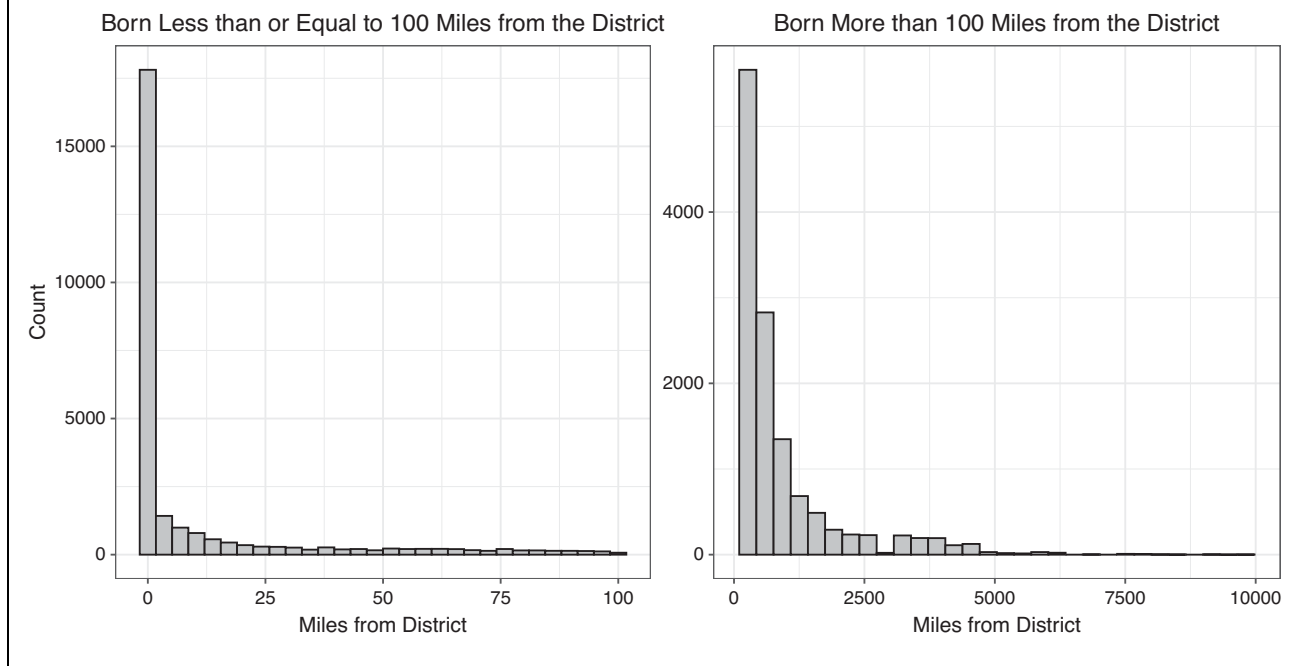 Born Less than or Equal to 100 Miles from the District
15000
10000
5000
0
Count
0 25 50 75 100
Miles from District
Born More than 100 Miles from the District
4000
2000
0
0 2500 5000 7500 10000
Miles from District